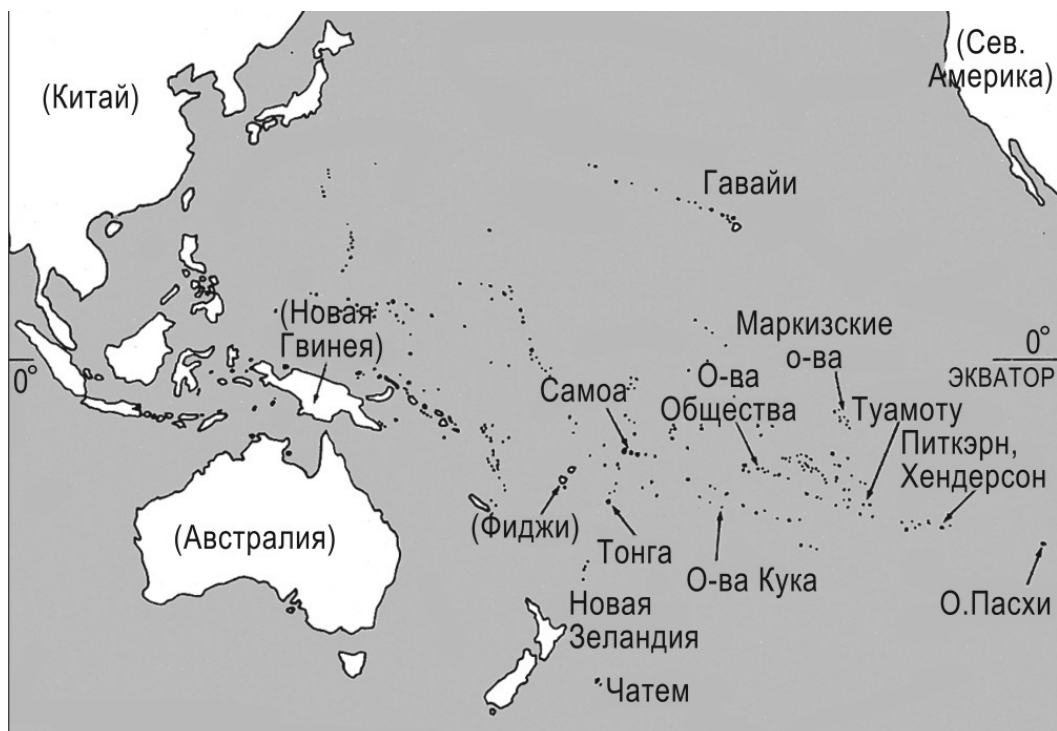 (Китай)
(Сев.
Америка)
Гавайи
(Новая
Гвинея)
Маркизские
о-ва
0°
0°
ЭКВАТОР
Самоа
О-ва
Общества
Туамоту
Питкэрн,
Хендерсон
(Австралия)
(Фиджи)
Тонга
О-ва Кука
О.Пасхи
Новая
Зеландия
Чатем